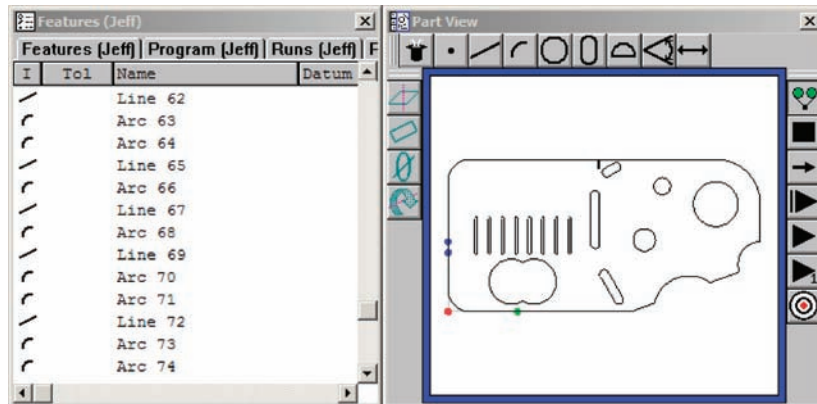 Features (Jeff)
Features (Jeff) Program (Jeff) Runs (Jeff) F
I Tol Name Datum
Line 62
Arc 63
Arc 64
Line 65
Arc 66
Line 67
Arc 68
Line 69
Arc 70
Arc 71
Line 72
Arc 73
Arc 74
Part View
1